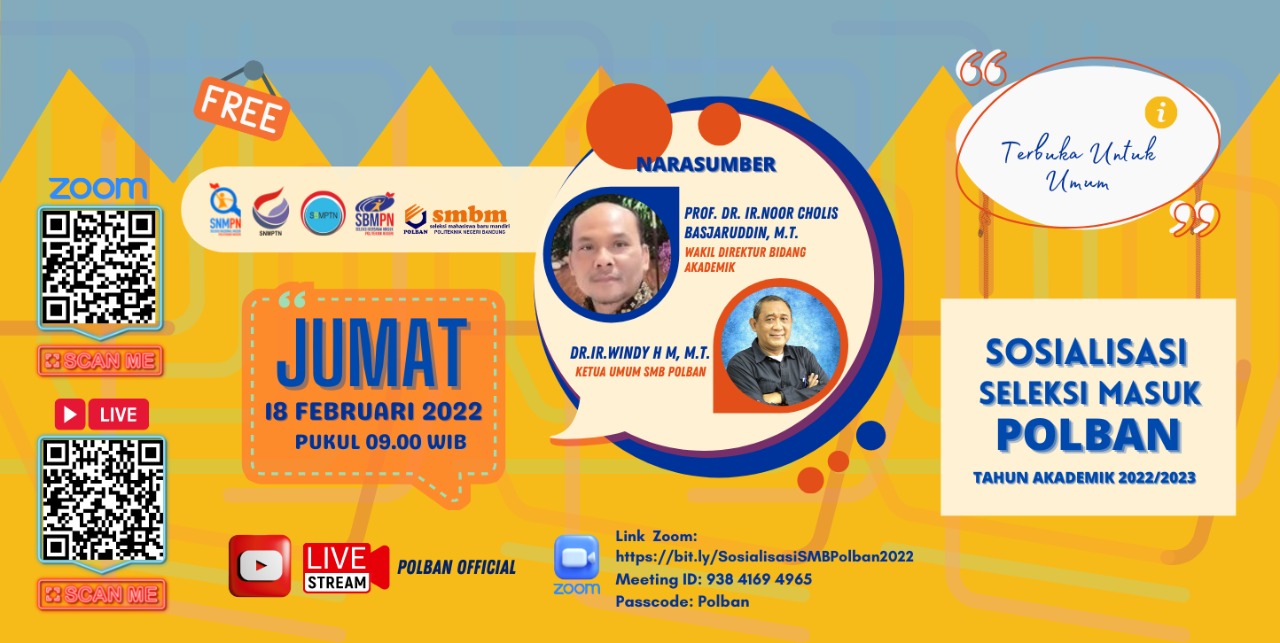 FREE
zoom
SCAN ME
LIVE
SCAN ME
SNMPN
SNMPTN
SBMPTN
SBMPN
POLBAN
smbm
seleksi mahasiswa baru mandiri
POLITEKNIK NEGERI BANDUNG
JUMAT
18 FEBRUARI 2022
PUKUL 09.00 WIB
NARASUMBER
PROF. DR. IR.NOOR CHOLIS
BASJARUDDIN, M.T.
WAKIL DIREKTUR BIDANG
AKADEMIK
DR.IR.WINDY H M, M.T.
KETUA UMUM SMB POLBAN
Terbuka Untuk
Umum
SOSIALISASI
SELEKSI MASUK
POLBAN
TAHUN AKADEMIK 2022/2023
LIVE
STREAM
POLBAN OFFICIAL
zoom
Link Zoom:
https://bit.ly/SosialisasiSMBPolban2022
Meeting ID: 938 4169 4965
Passcode: Polban